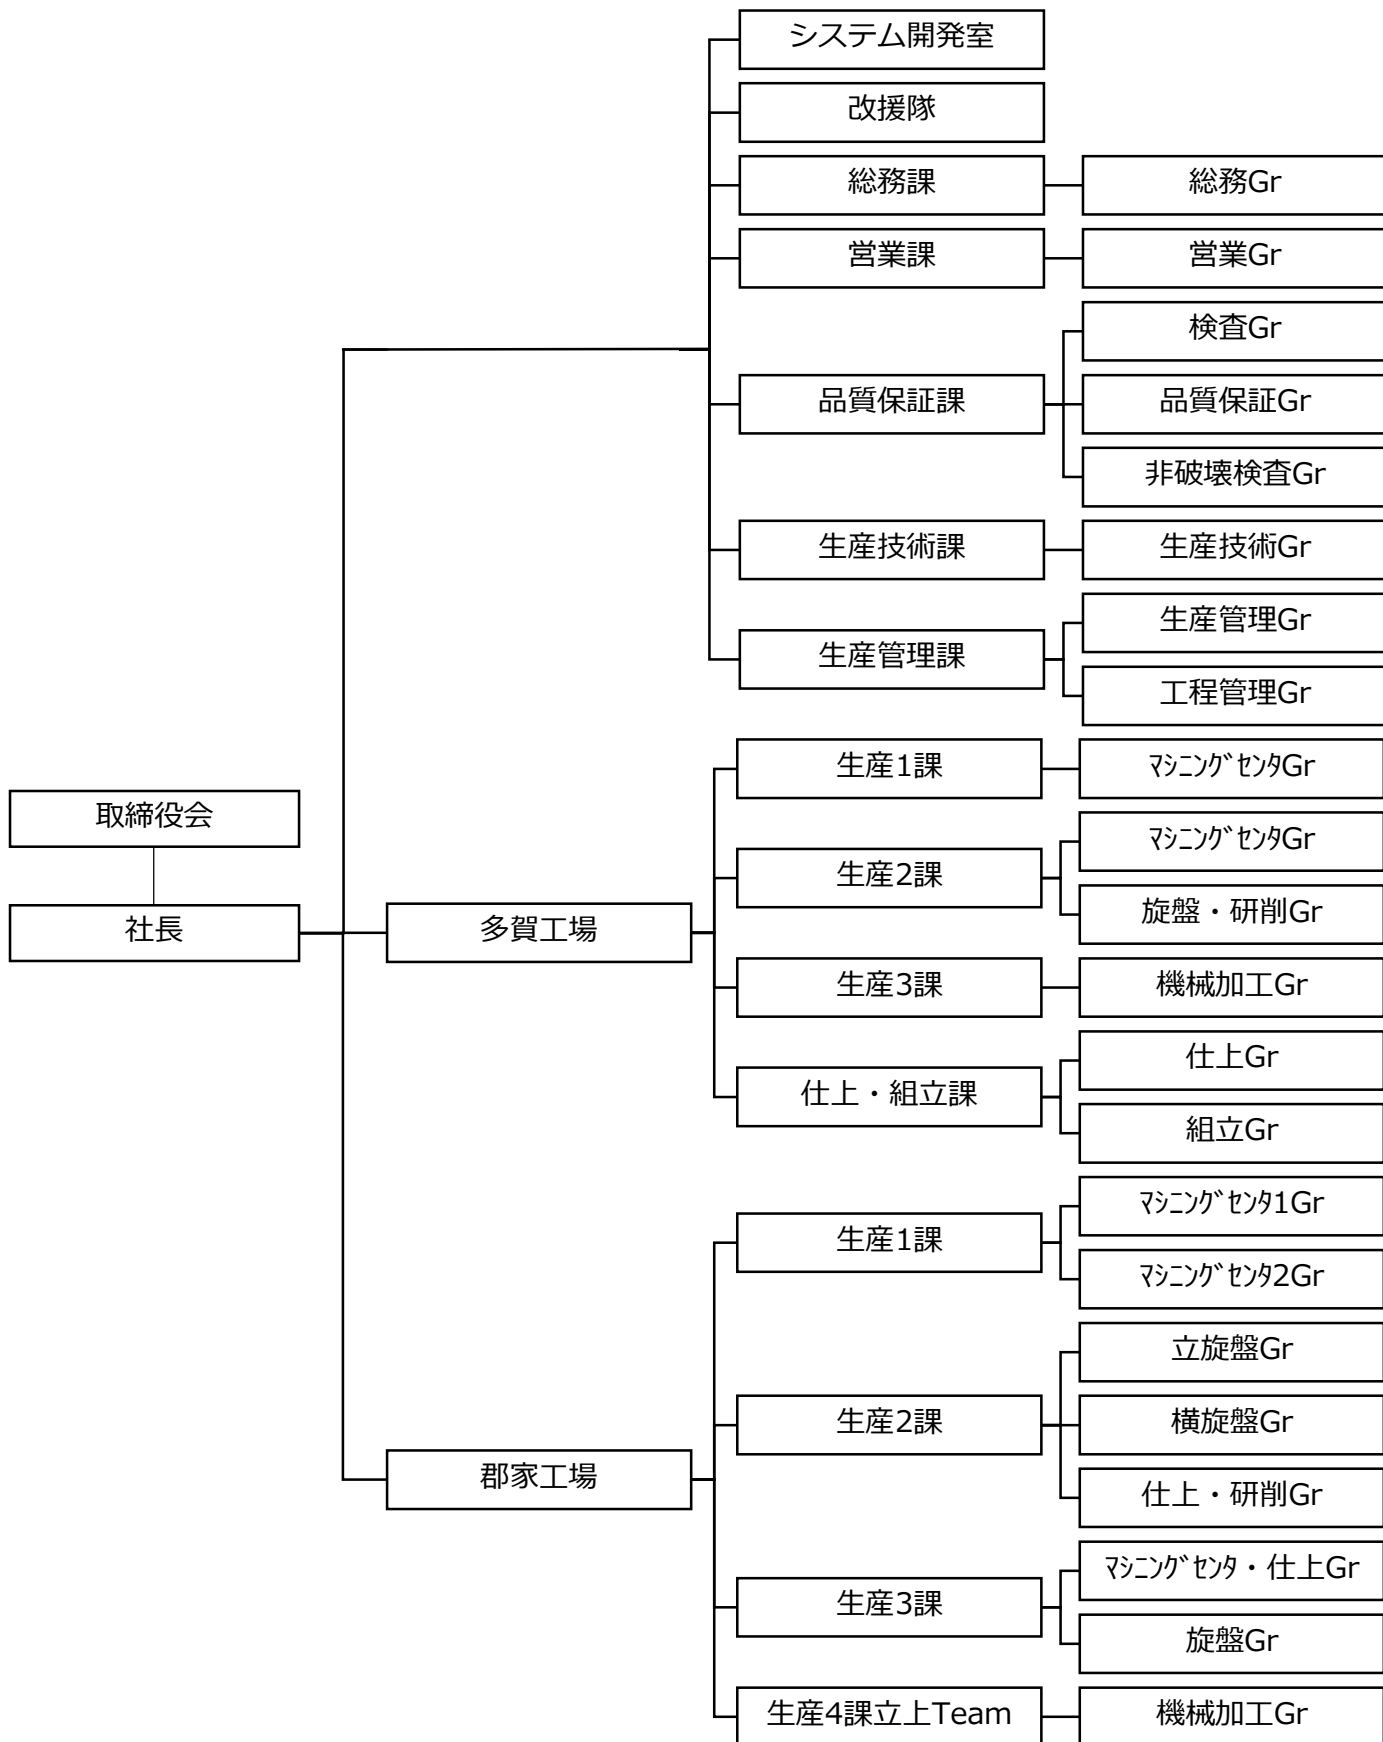 システム開発室
改援隊
総務課
総務Gr
営業課
営業Gr
検査Gr
品質保証課
品質保証Gr
非破壊検査Gr
生産技術課
生産技術Gr
生産管理Gr
生産管理課
工程管理Gr
取締役会
社長
多賀工場
生産1課
ﾏｼﾆﾝｸﾞｾﾝﾀGr
ﾏｼﾆﾝｸﾞｾﾝﾀGr
生産2課
旋盤・研削Gr
生産3課
機械加工Gr
仕上Gr
仕上・組立課
組立Gr
郡家工場
ﾏｼﾆﾝｸﾞｾﾝﾀ1Gr
生産1課
ﾏｼﾆﾝｸﾞｾﾝﾀ2Gr
立旋盤Gr
生産2課
横旋盤Gr
仕上・研削Gr
ﾏｼﾆﾝｸﾞｾﾝﾀ・仕上Gr
生産3課
旋盤Gr
生産4課立上Team
機械加工Gr